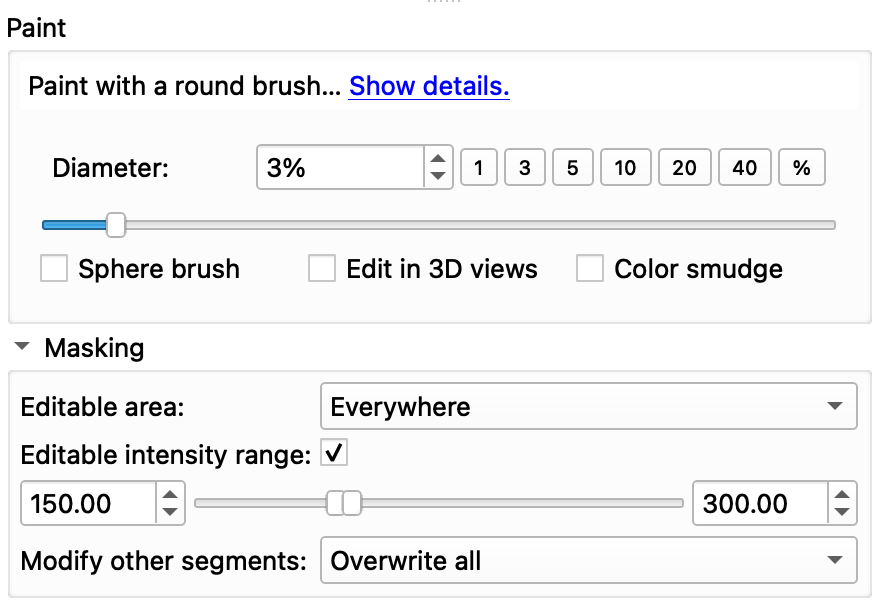 Paint
Paint with a round brush... Show details.
Diameter: 3% 1 3 5 10 20 40 %
Sphere brush Edit in 3D views Color smudge
Masking
Editable area: Everywhere
Editable intensity range:
150.00 300.00
Modify other segments: Overwrite all